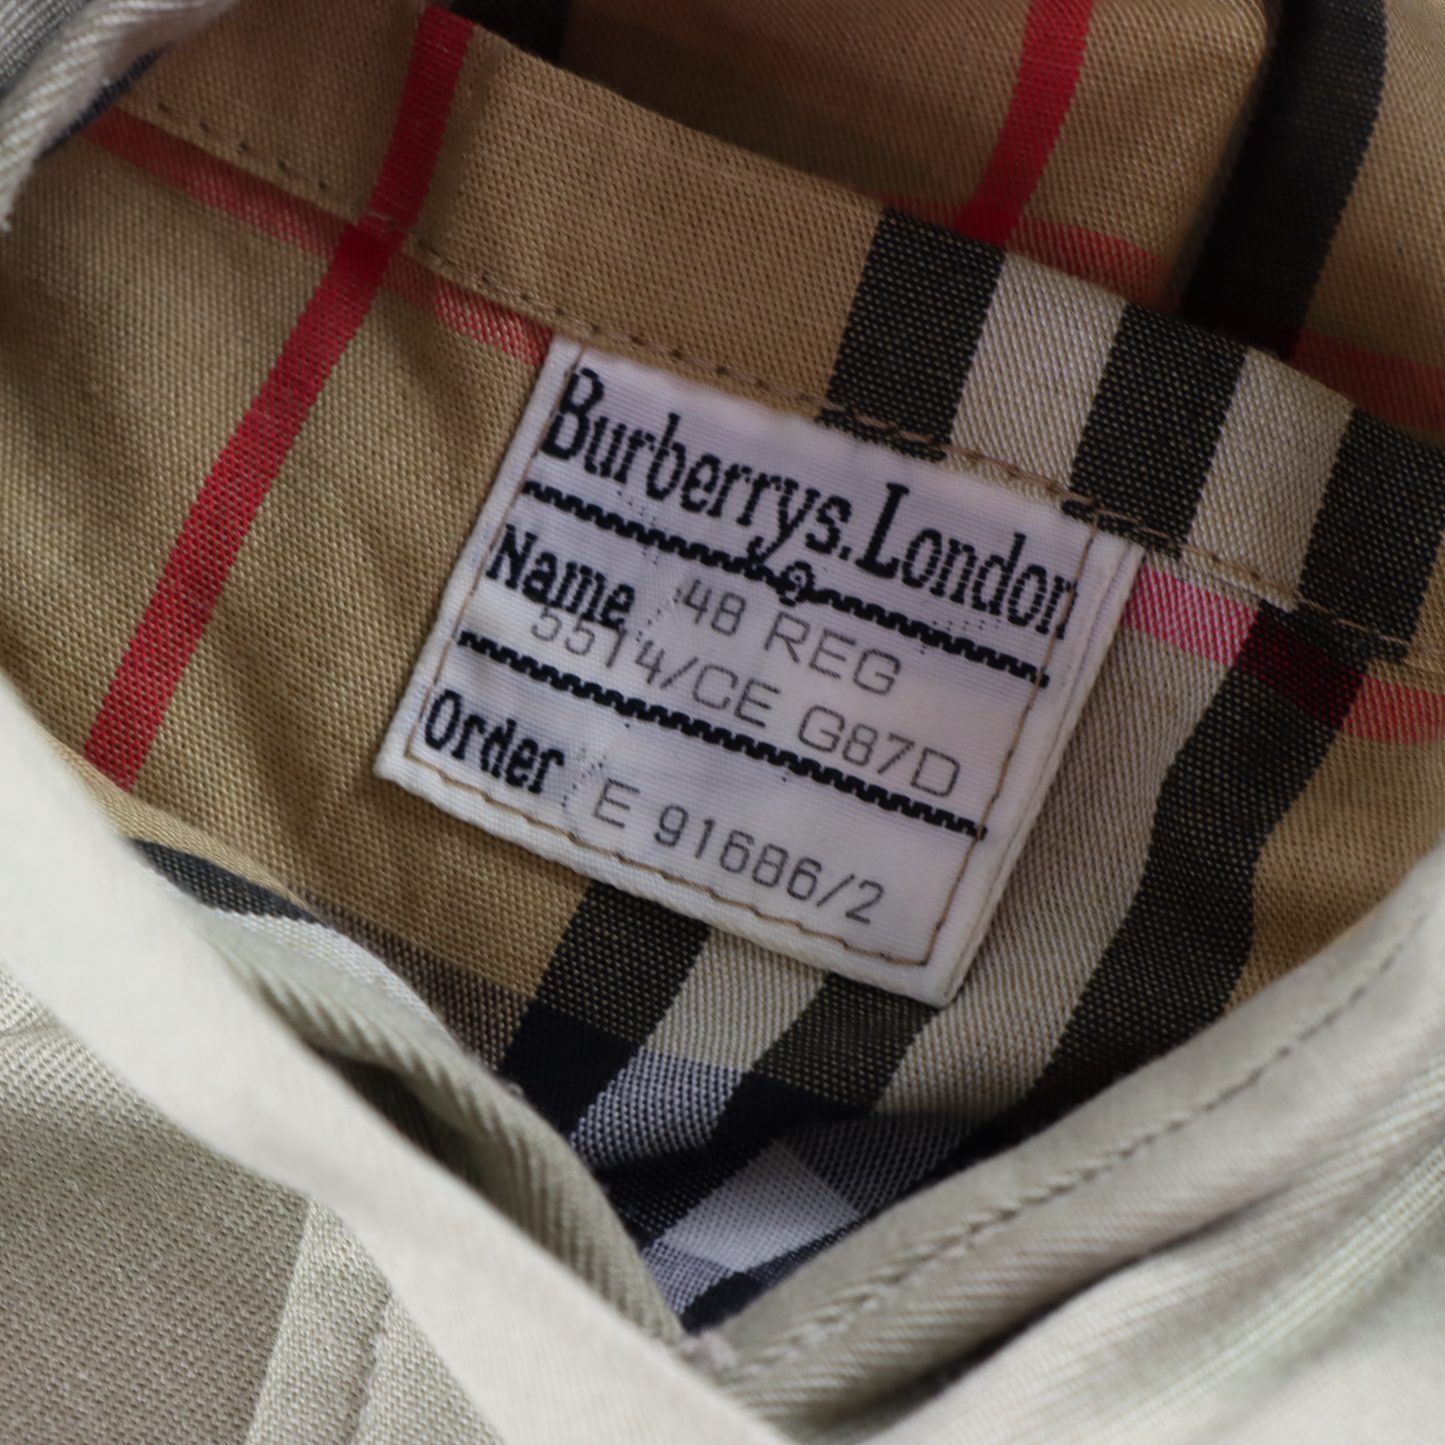 Burberrys. London
Name 48 REG
5514/CE G87D
Order E 91686/2